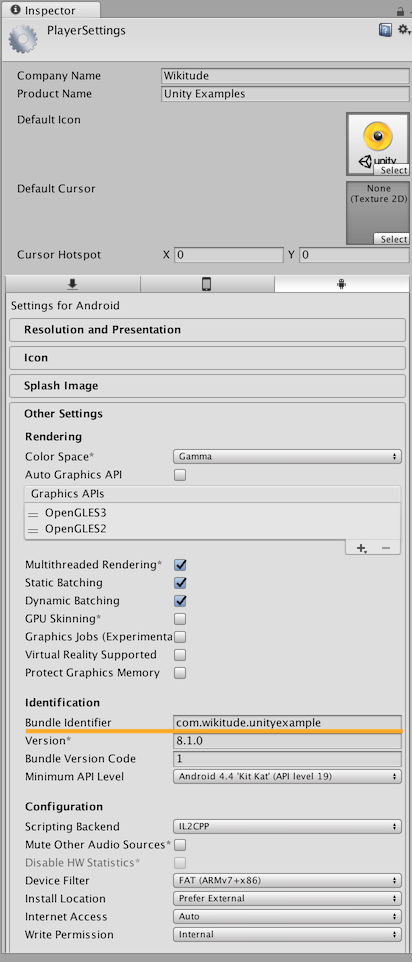 Inspector
PlayerSettings
Company Name Wikitude
Product Name Unity Examples
Default Icon
unity
Select
Default Cursor None
(Texture 2D)
Select
Cursor Hotspot X 0 Y 0
Settings for Android
Resolution and Presentation
Icon
Splash Image
Other Settings
Rendering
Color Space* Gamma
Auto Graphics API
Graphics APIs
OpenGLES3
OpenGLES2
Multithreaded Rendering*
Static Batching
Dynamic Batching
GPU Skinning*
Graphics Jobs (Experimenta
Virtual Reality Supported
Protect Graphics Memory
Identification
Bundle Identifier com.wikitude.unityexample
Version* 8.1.0
Bundle Version Code 1
Minimum API Level Android 4.4 'Kit Kat' (API level 19)
Configuration
Scripting Backend IL2CPP
Mute Other Audio Sources*
Disable HW Statistics*
Device Filter FAT (ARMv7+x86)
Install Location Prefer External
Internet Access Auto
Write Permission Internal